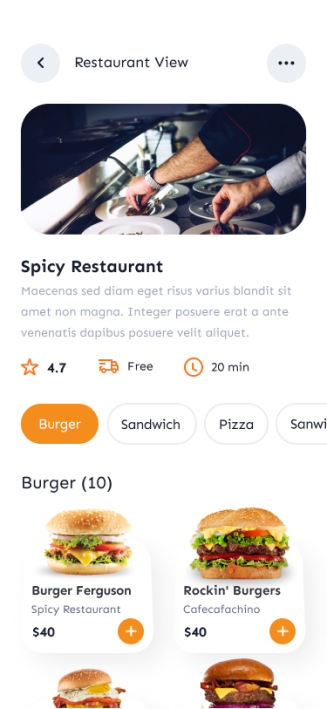 Restaurant View
Spicy Restaurant
Maecenas sed diam eget risus varius blandit sit
amet non magna. Integer posuere erat a ante
venenatis dapibus posuere velit aliquet.
4.7 Free 20 min
Burger Sandwich Pizza Sanwi
Burger (10)
Burger Ferguson Rockin' Burgers
Spicy Restaurant Cafecafachino
$40 $40